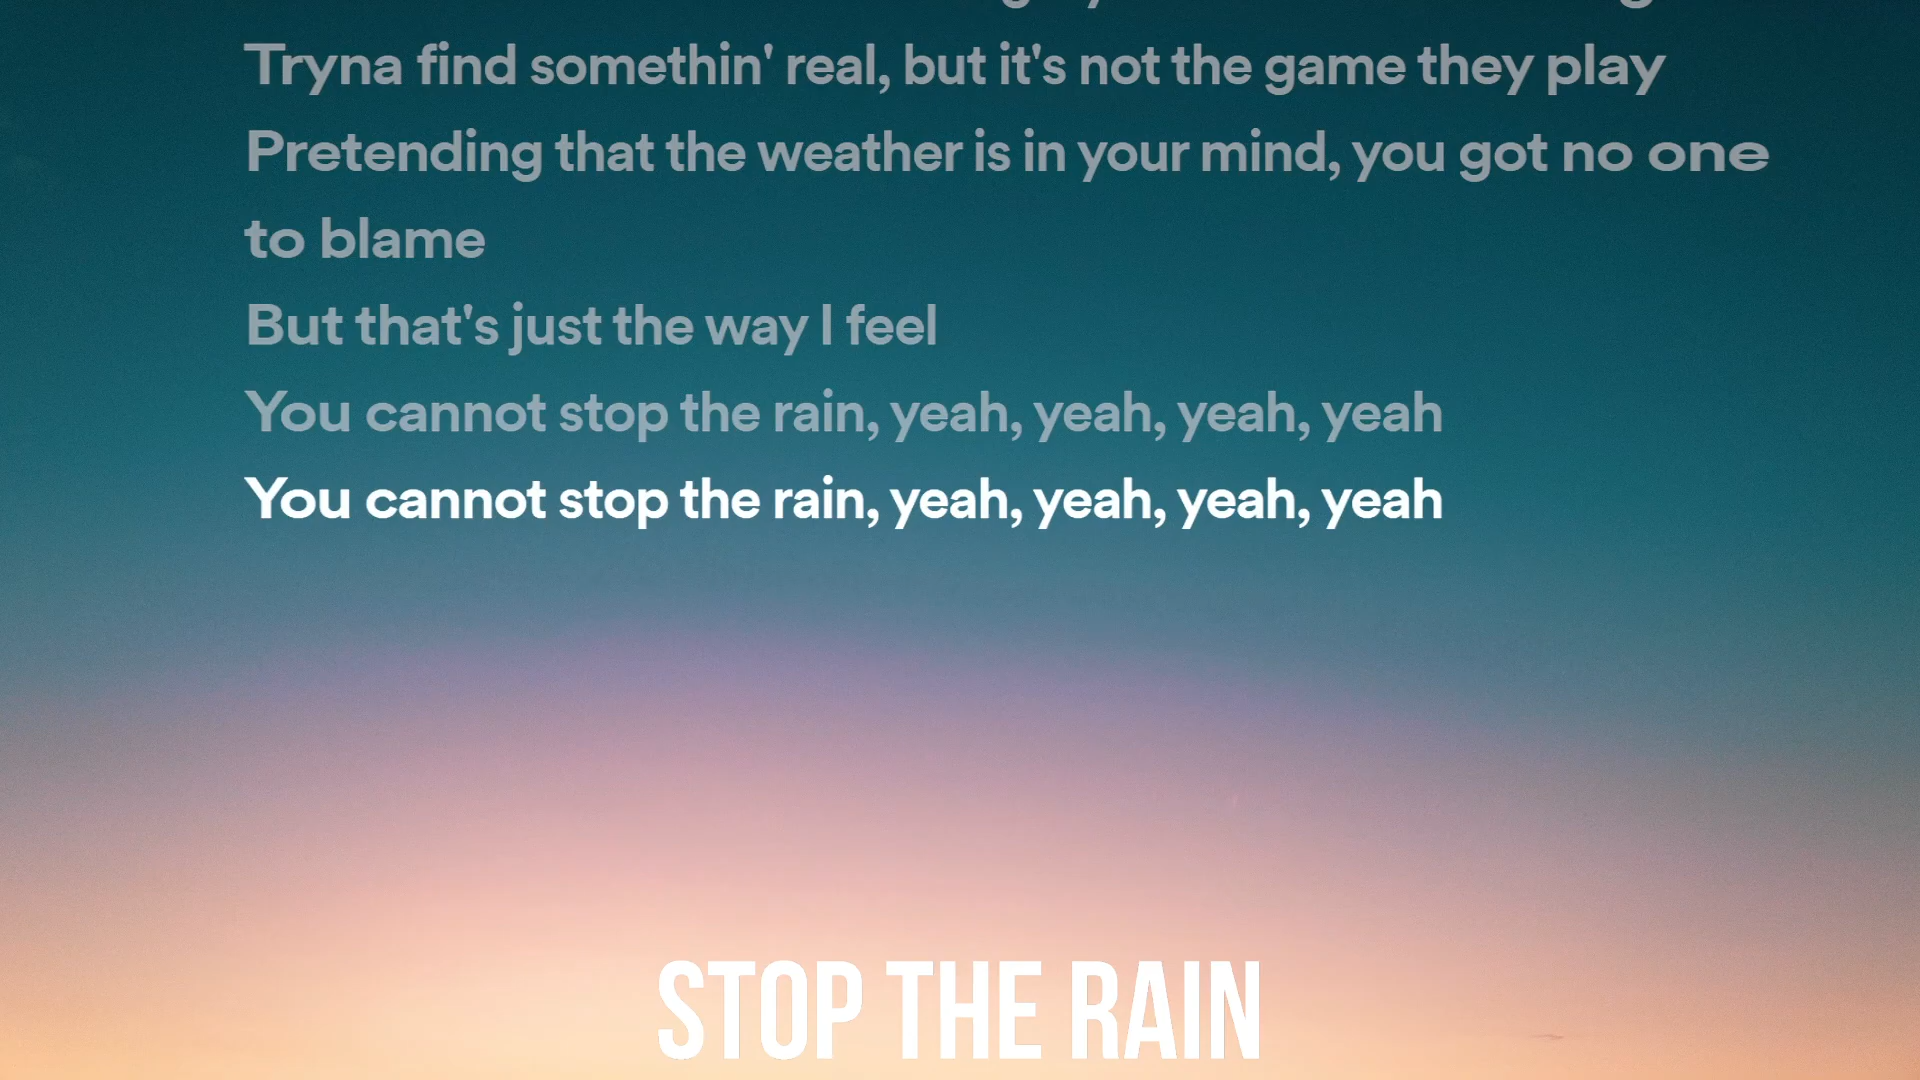 Tryna find somethin' real, but it's not the game they play
Pretending that the weather is in your mind, you got no one
to blame
But that's just the way I feel
You cannot stop the rain, yeah, yeah, yeah, yeah
You cannot stop the rain, yeah, yeah, yeah, yeah
STOP THE RAIN